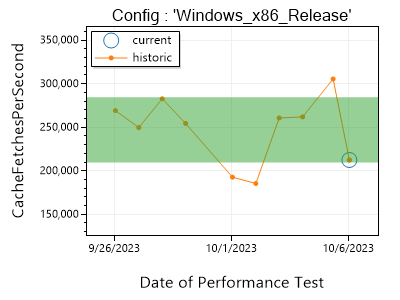 Config : 'Windows_x86_Release'
current
historic
CacheFetchesPerSecond
350,000
300,000
250,000
200,000
150,000
9/26/2023
10/1/2023
10/6/2023
Date of Performance Test